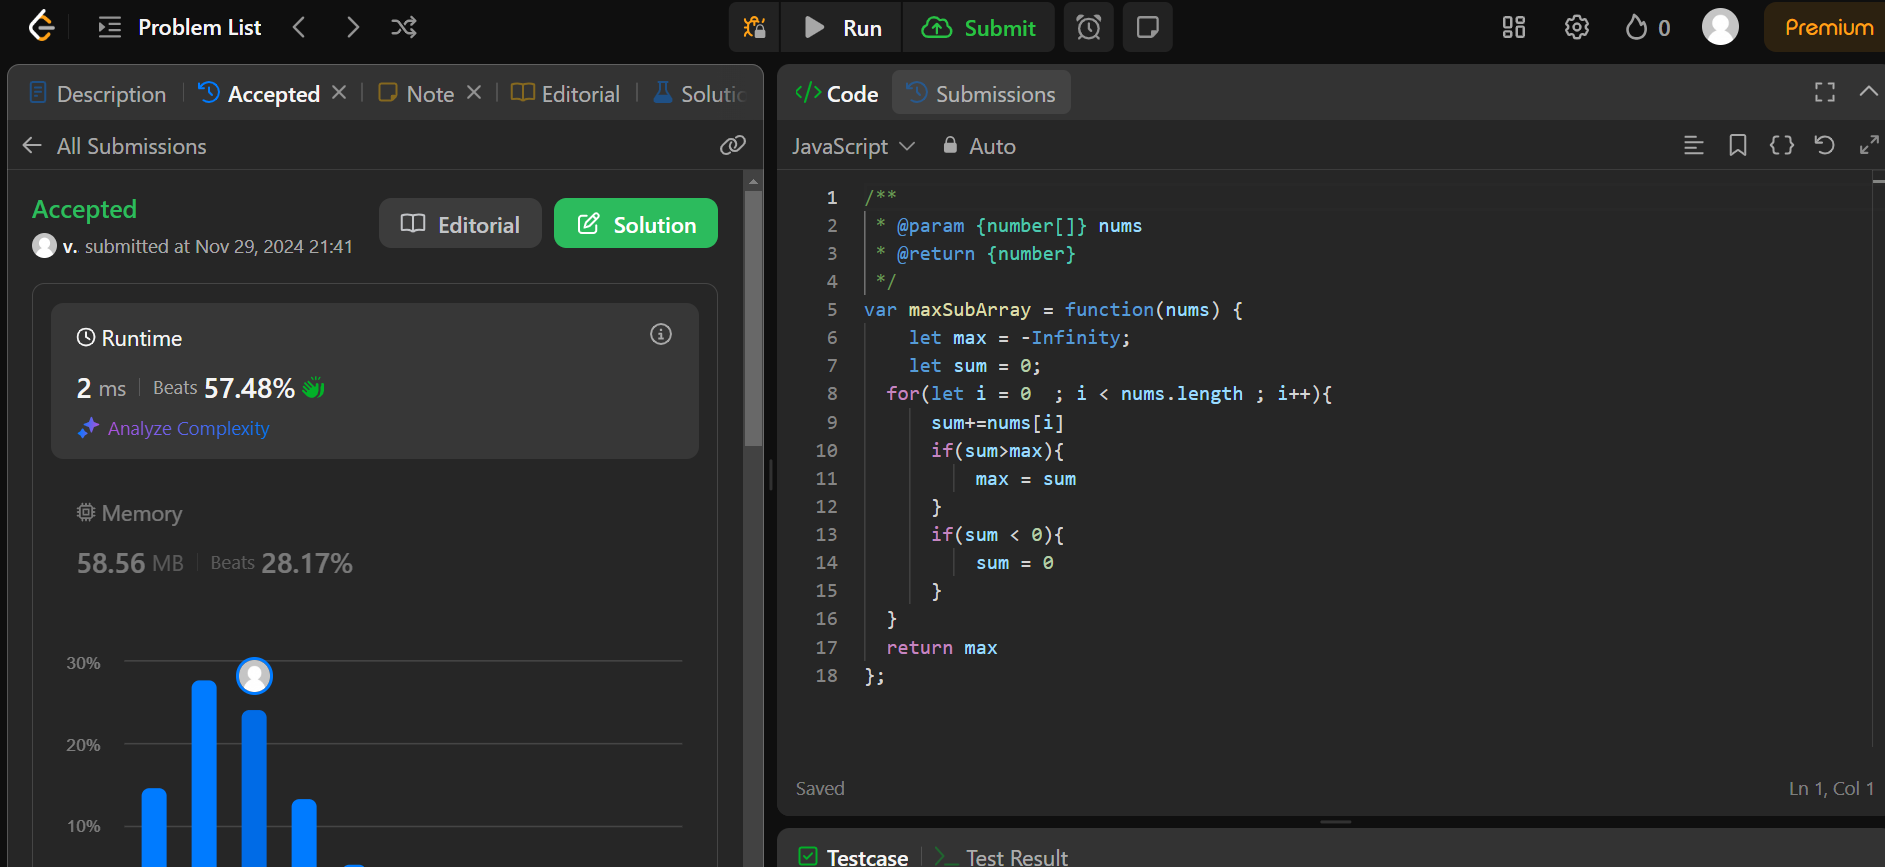 Problem List
Run
Submit
0
Premium
Description
Accepted
Note
Editorial
Code
Submissions
All Submissions
JavaScript
Auto
Accepted
v. submitted at Nov 29, 2024 21:41
Editorial
Solution
Runtime
2 ms
Beats 57.48%
Analyze Complexity
Memory
58.56 MB
Beats 28.17%
30%
20%
10%
1 /**
2 * @param {number[]} nums
3 * @return {number}
4 */
5 var maxSubArray = function(nums) {
6 let max = -Infinity;
7 let sum = 0;
8 for(let i = 0  ; i < nums.length ; i++){
9 sum+=nums[i]
10 if(sum>max){
11 max = sum
12 }
13 if(sum < 0){
14 sum = 0
15 }
16 }
17 return max
18 };
Saved
Ln 1, Col 1
Testcase
Test Result